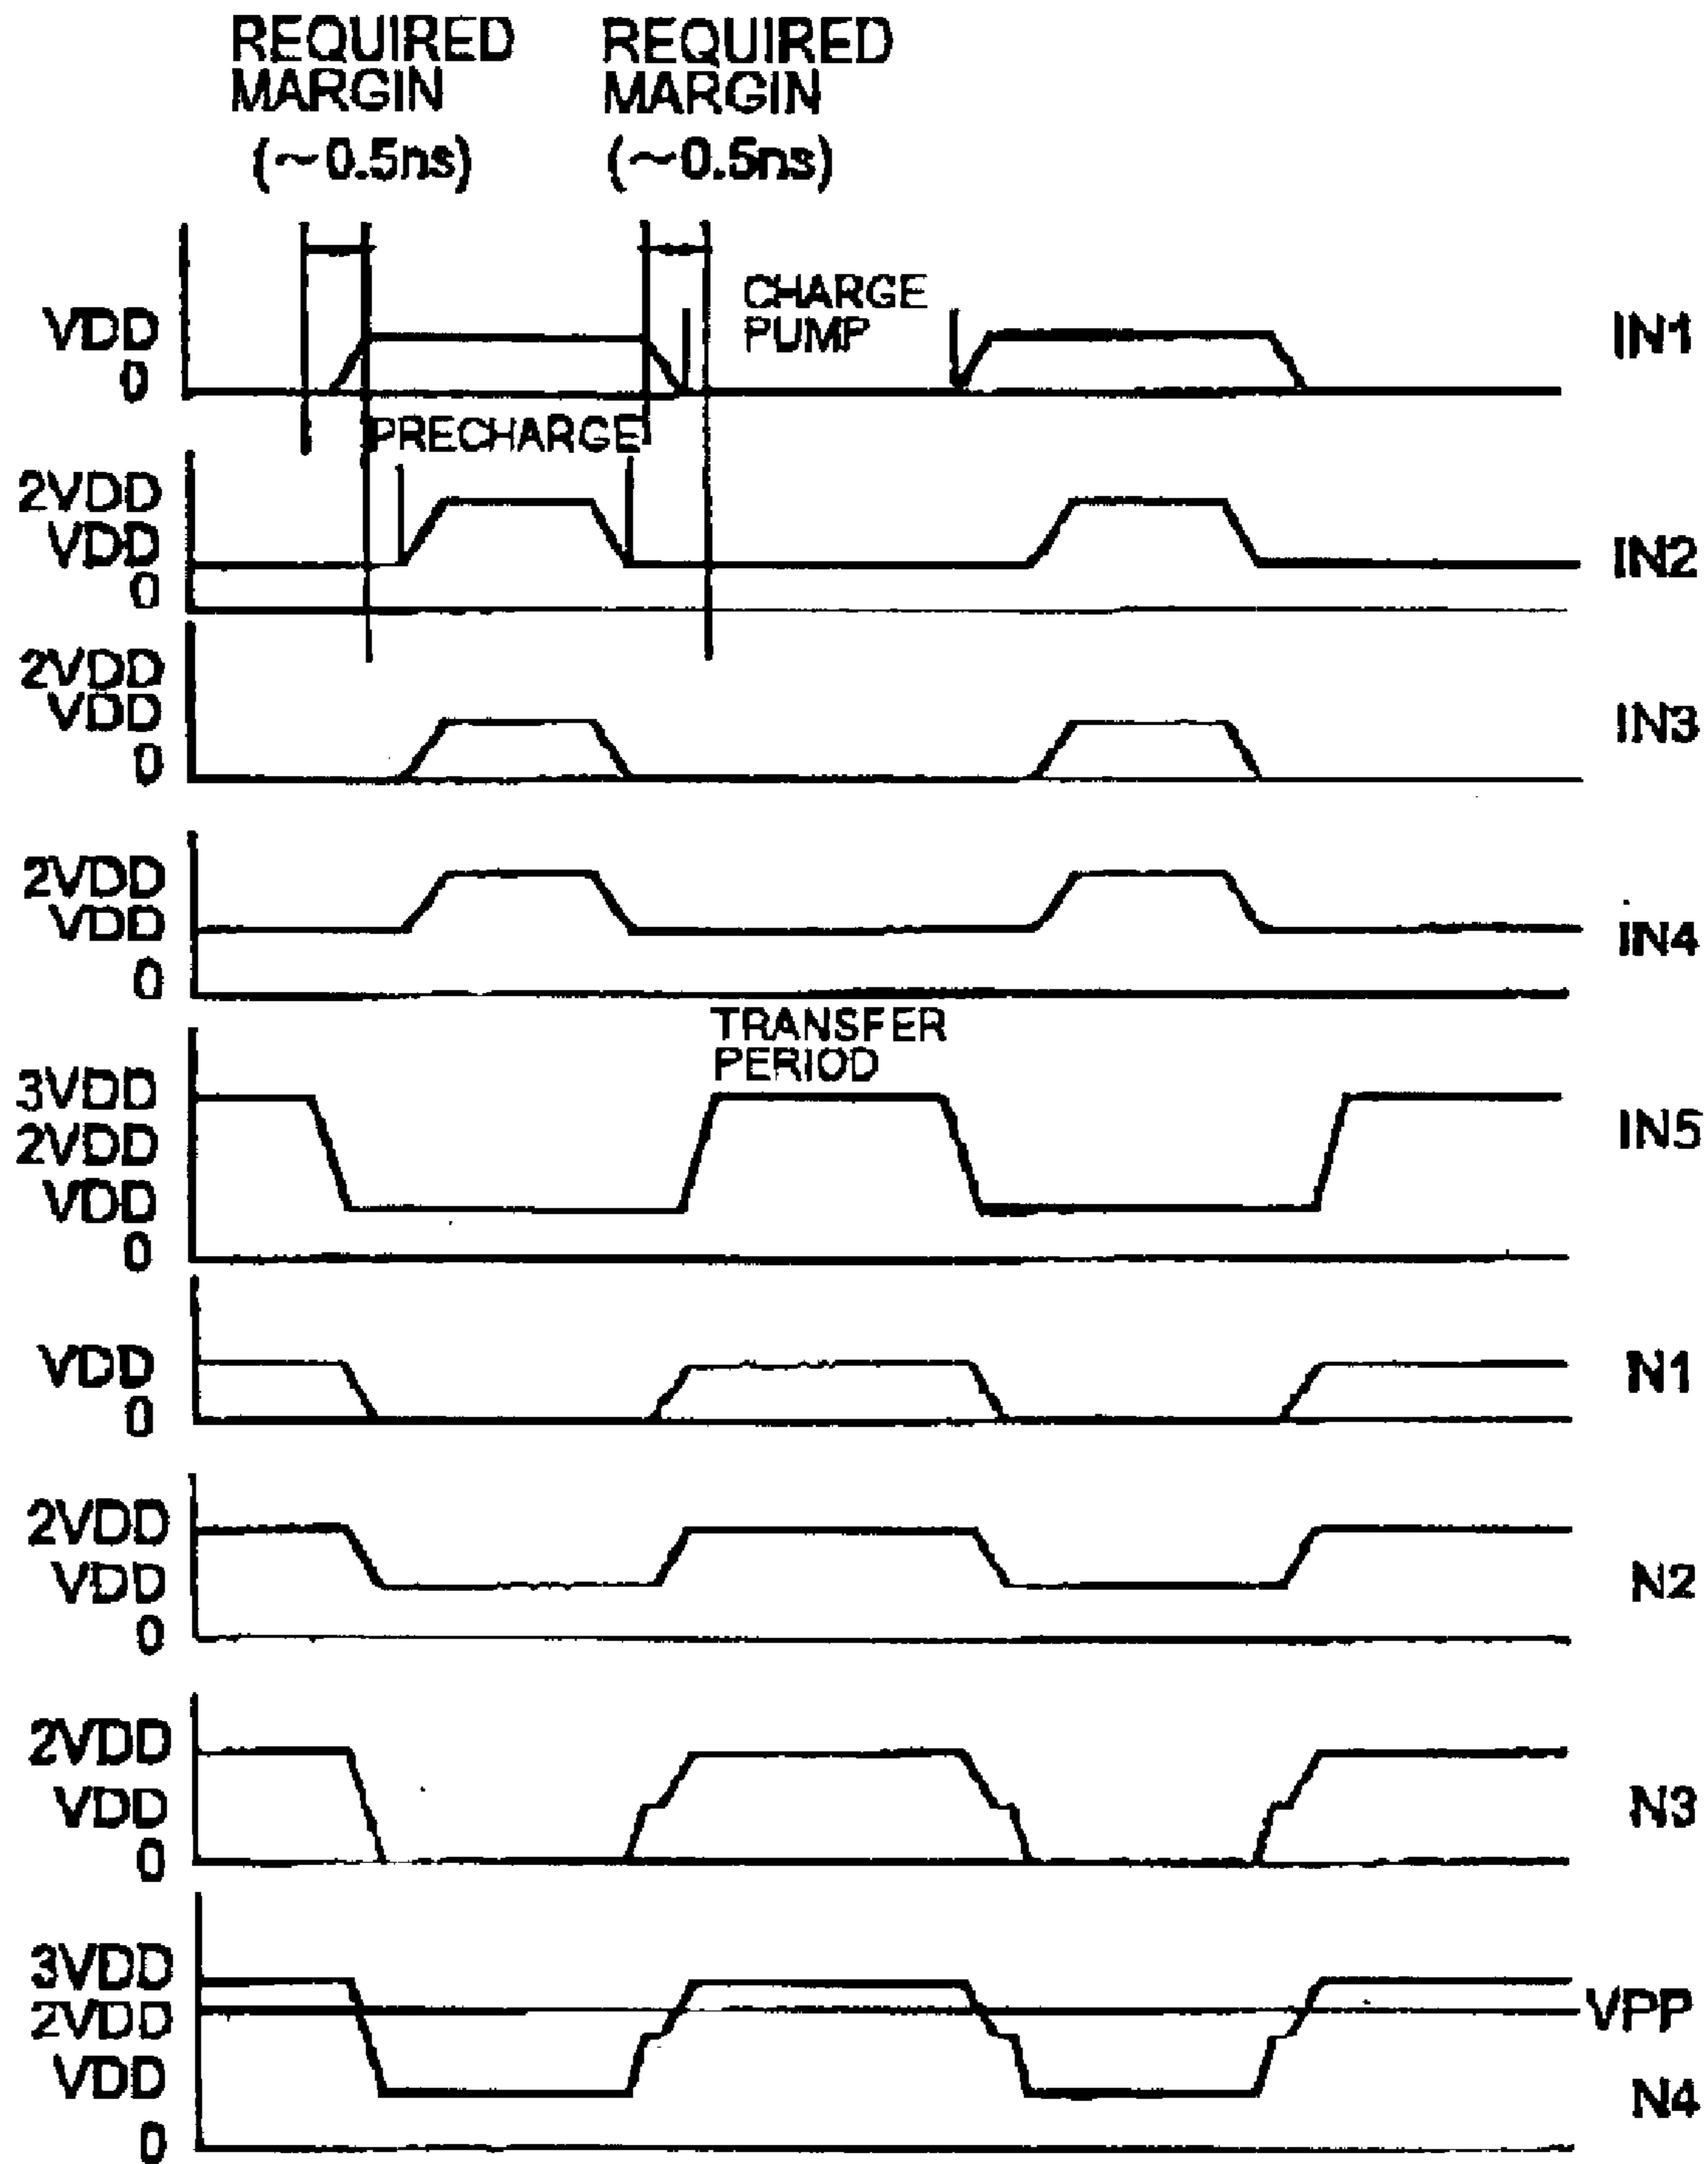 REQUIRED MARGIN (~0.5ns)
REQUIRED MARGIN (~0.5ns)
CHARGE PUMP
VDD
0
IN1
PRECHARGE
2VDD
VDD
0
IN2
2VDD
VDD
0
IN3
2VDD
VDD
0
IN4
TRANSFER PERIOD
3VDD
2VDD
VDD
0
IN5
VDD
0
N1
2VDD
VDD
0
N2
2VDD
VDD
0
N3
3VDD
2VDD
VDD
0
VPP
N4